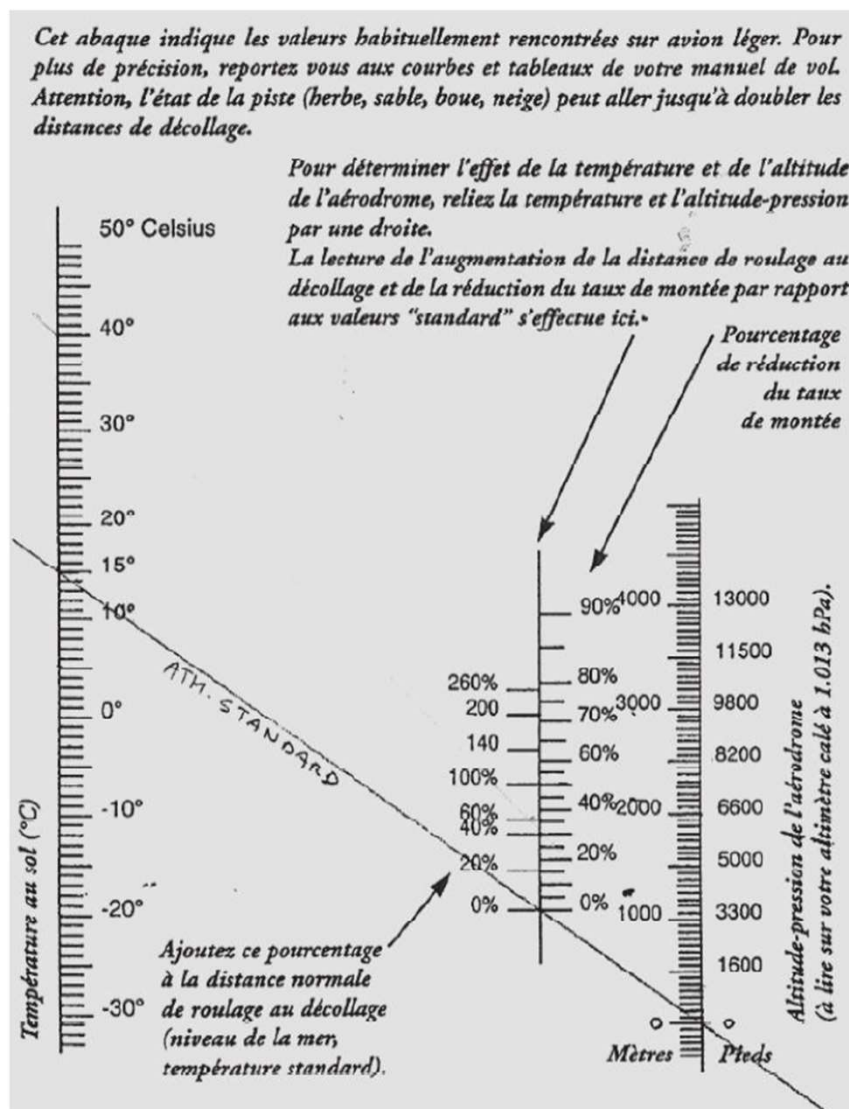 Cet abaque indique les valeurs habituellement rencontrées sur avion léger. Pour
plus de précision, reportez vous aux courbes et tableaux de votre manuel de vol.
Attention, l'état de la piste (herbe, sable, boue, neige) peut aller jusqu'à doubler les
distances de décollage.
Pour déterminer l'effet de la température et de l'altitude
de l'aérodrome, reliez la température et l'altitude-pression
par une droite.
La lecture de l'augmentation de la distance de roulage au
décollage et de la réduction du taux de montée par rapport
aux valeurs "standard" s'effectue ici.
Pourcentage
de réduction
du taux
de montée
50° Celsius
40°
30°
20°
15°
10°
0°
-10°
-20°
-30°
Température au sol (°C)
ATM. STANDARD
260%
200
140
100%
60%
40%
20%
0%
90%
80%
70%
60%
40%
20%
0%
4000
3000
2000
1000
0
Mètres
13000
11500
9800
8200
6600
5000
3300
1600
0
Pieds
Altitude-pression de l'aérodrome
(à lire sur votre altimètre calé à 1.013 hPa).
Ajoutez ce pourcentage
à la distance normale
de roulage au décollage
(niveau de la mer,
température standard).